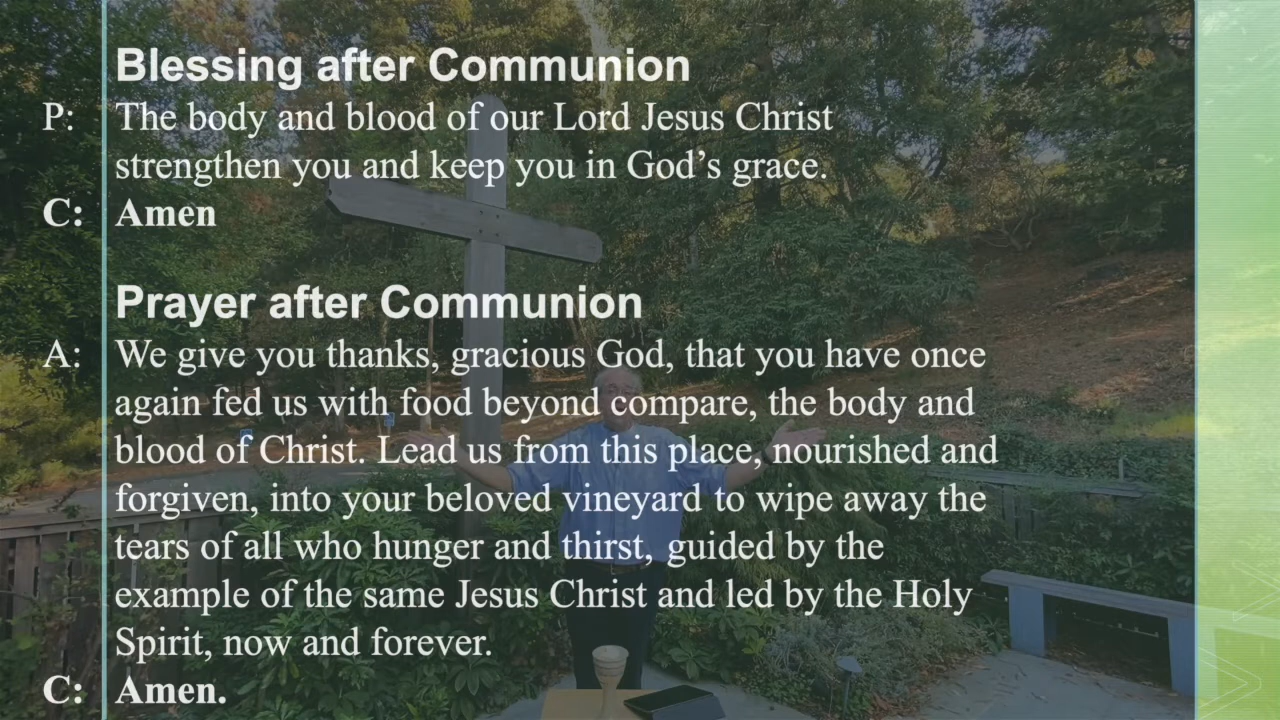 Blessing after Communion
P: The body and blood of our Lord Jesus Christ
strengthen you and keep you in God’s grace.
C: Amen
Prayer after Communion
A: We give you thanks, gracious God, that you have once
again fed us with food beyond compare, the body and
blood of Christ. Lead us from this place, nourished and
forgiven, into your beloved vineyard to wipe away the
tears of all who hunger and thirst, guided by the
example of the same Jesus Christ and led by the Holy
Spirit, now and forever.
C: Amen.